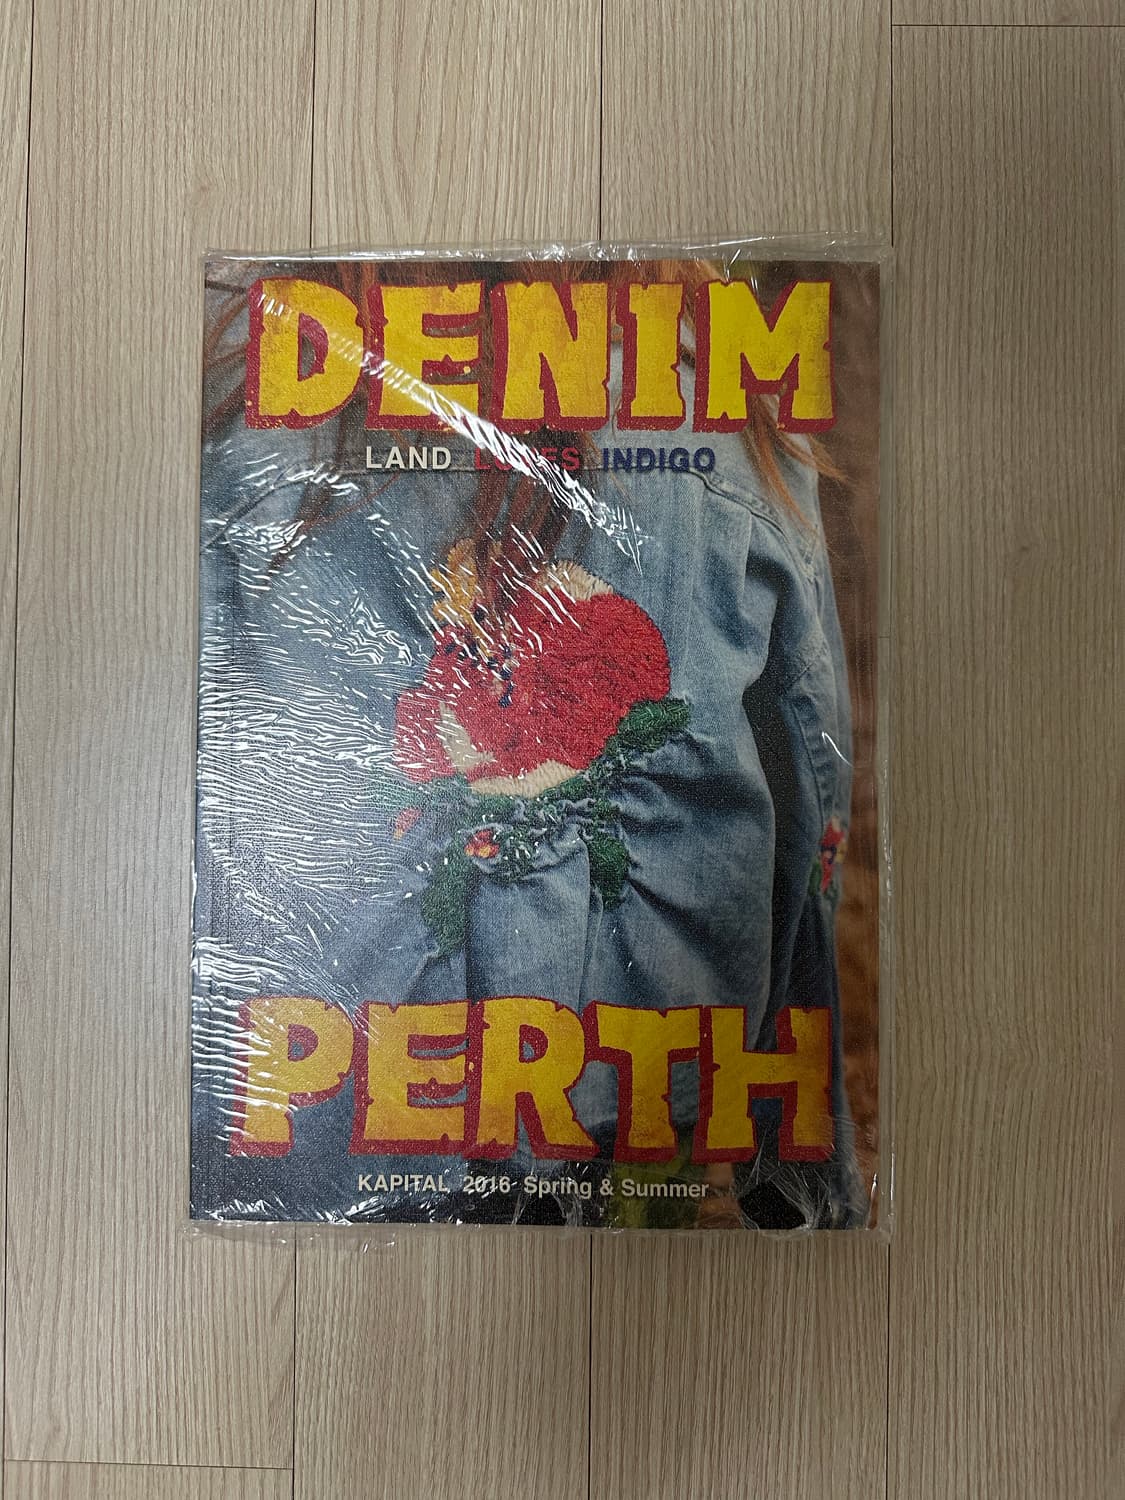 DENIM
LAND LOVES INDIGO
PERTH
KAPITAL 2016 Spring & Summer